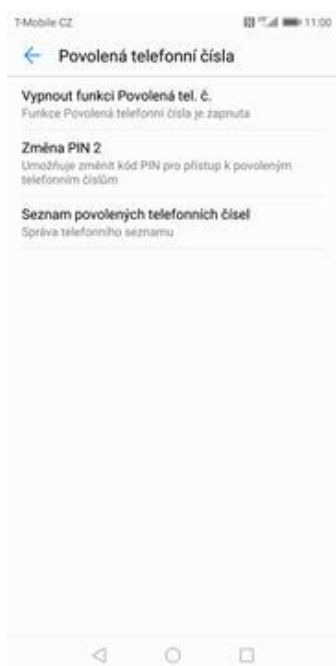 T-Mobile CZ 11:00
Povolená telefonní čísla
Vypnout funkci Povolená tel. č.
Funkce Povolená telefonní čísla je zapnuta
Změna PIN 2
Umožňuje změnit kód PIN pro přístup k povoleným
telefonním číslům
Seznam povolených telefonních čísel
Správa telefonního seznamu